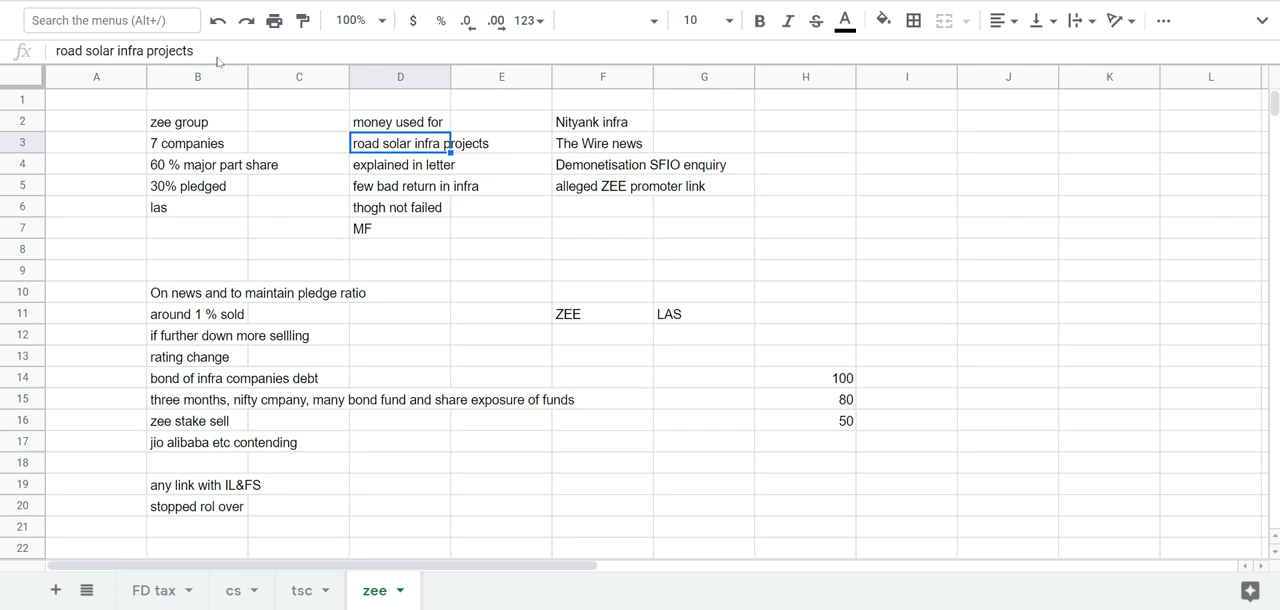 Search the menus (Alt+/) 100% $ % .0 .00 123 10 B I S A
fx road solar infra projects
A B C D E F G H I J K L
1
2 zee group money used for Nityank infra
3 7 companies road solar infra projects The Wire news
4 60 % major part share explained in letter Demonetisation SFIO enquiry
5 30% pledged few bad return in infra alleged ZEE promoter link
6 las thogh not failed
7 MF
8
9
10 On news and to maintain pledge ratio
11 around 1 % sold ZEE LAS
12 if further down more sellling
13 rating change
14 bond of infra companies debt 100
15 three months, nifty cmpany, many bond fund and share exposure of funds 80
16 zee stake sell 50
17 jio alibaba etc contending
18
19 any link with IL&FS
20 stopped rol over
21
22
FD tax cs tsc zee